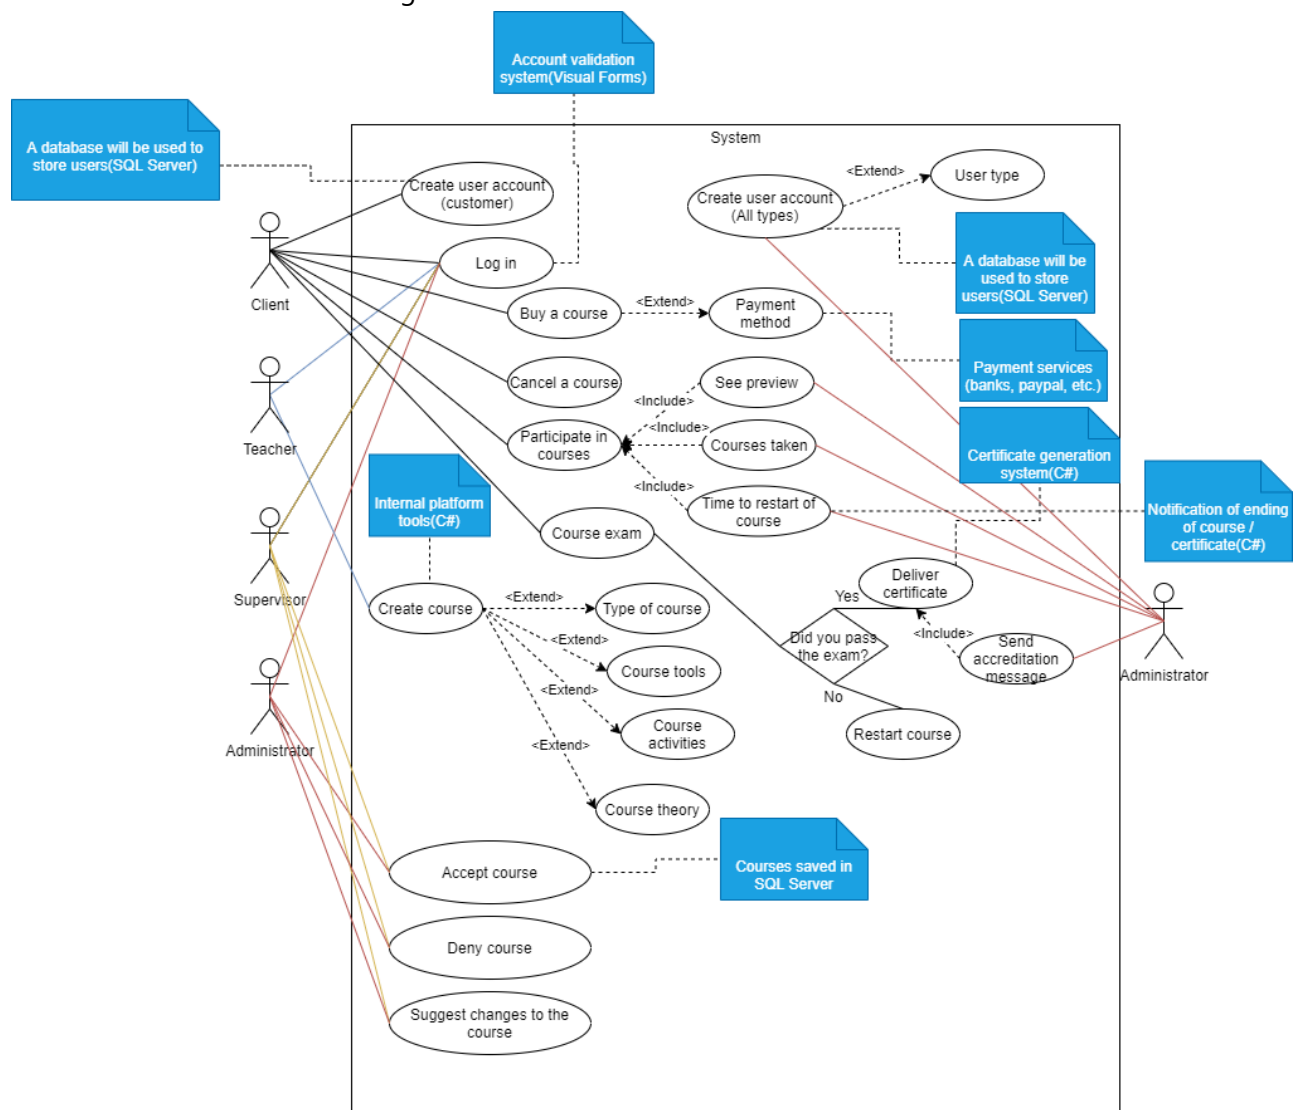 Account validation
system(Visual Forms)
A database will be used to
store users(SQL Server)
System
Create user account
(customer)
Create user account
(All types)
<Extend>
User type
Client
Log in
A database will be
used to store
users(SQL Server)
Buy a course
<Extend>
Payment
method
Payment services
(banks, paypal, etc.)
Cancel a course
See preview
<Include>
Participate in
courses
<Include>
Courses taken
Teacher
Certificate generation
system(C#)
<Include>
Time to restart of
course
Internal platform
tools(C#)
Notification of ending
of course /
certificate(C#)
Course exam
Supervisor
Create course
<Extend>
Type of course
Deliver
certificate
Yes
Did you pass
the exam?
<Include>
Send
accreditation
message
Administrator
<Extend>
Course tools
No
<Extend>
Course
activities
Restart course
Administrator
<Extend>
Course theory
Accept course
Courses saved in
SQL Server
Deny course
Suggest changes to the
course